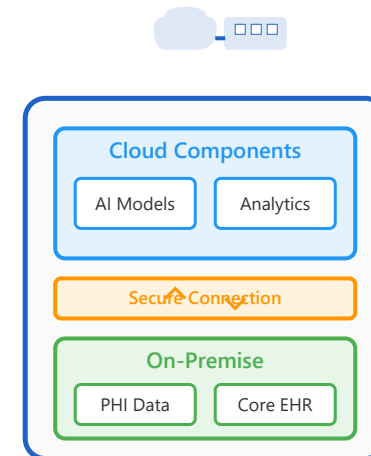 Cloud Components
AI Models
Analytics
Secure Connection
On-Premise
PHI Data
Core EHR